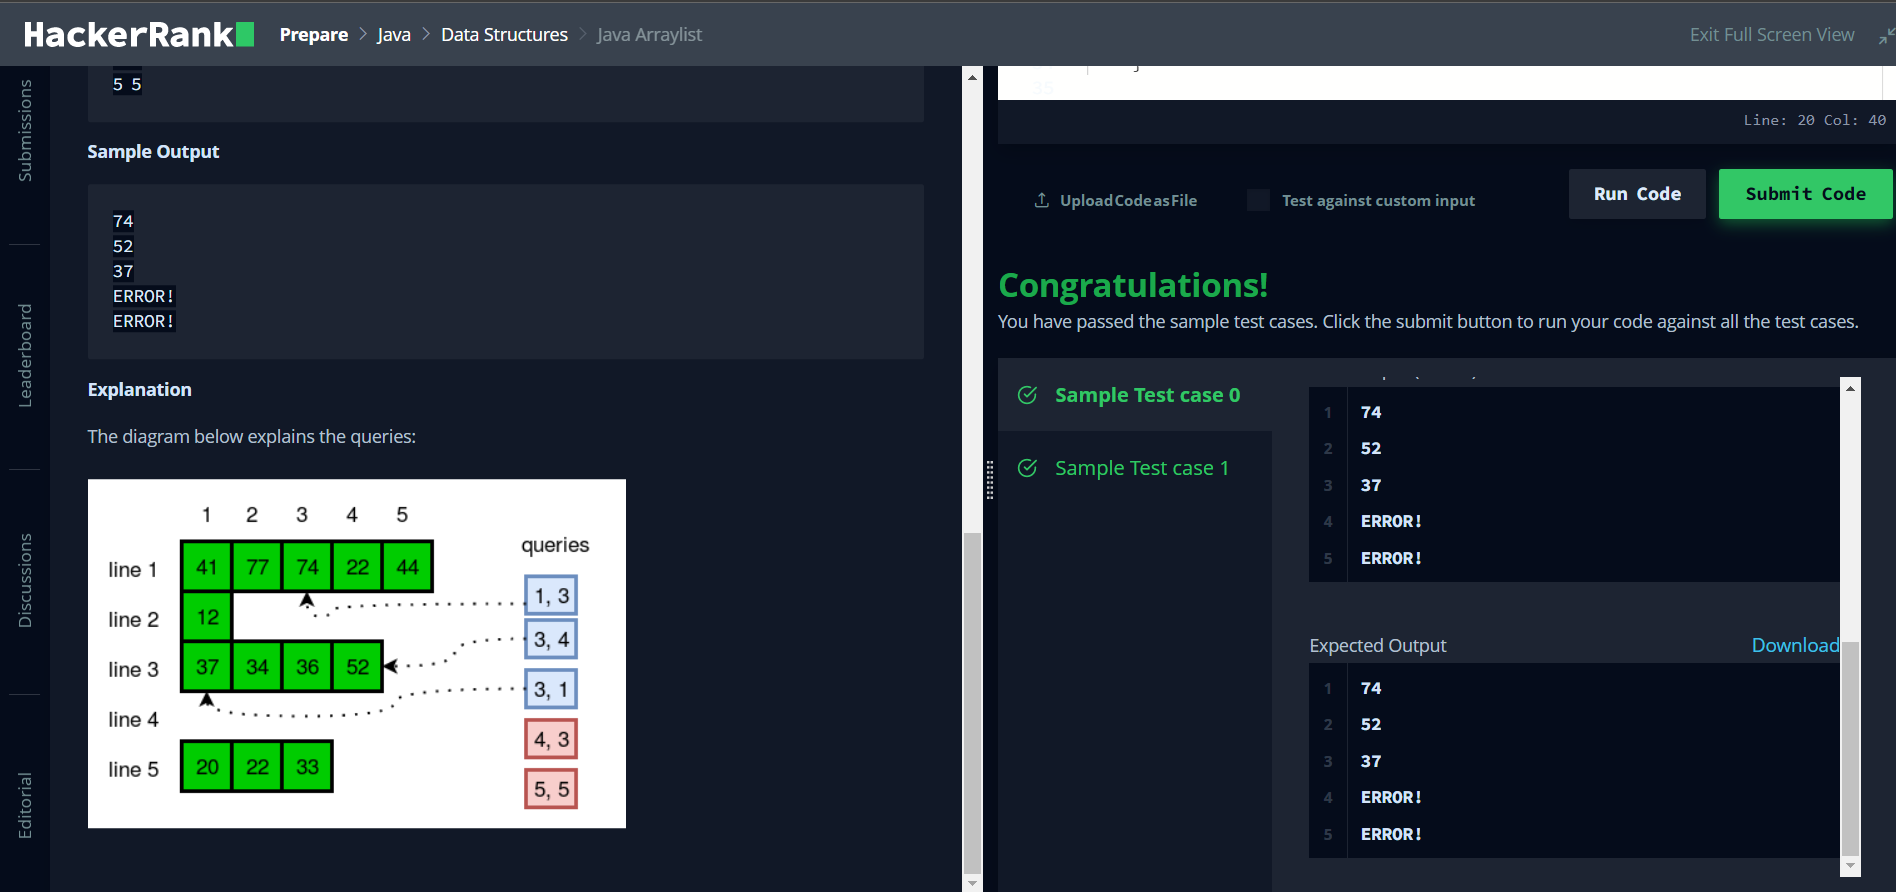 HackerRank
Prepare > Java > Data Structures > Java Arraylist
Exit Full Screen View
Submissions
Leaderboard
Discussions
Editorial
5 5
Sample Output
74
52
37
ERROR!
ERROR!
Explanation
The diagram below explains the queries:
1 2 3 4 5
queries
line 1 41 77 74 22 44
1, 3
line 2 12
3, 4
line 3 37 34 36 52
3, 1
line 4
4, 3
line 5 20 22 33
5, 5
35
Line: 20 Col: 40
Upload Code as File
Test against custom input
Run Code
Submit Code
Congratulations!
You have passed the sample test cases. Click the submit button to run your code against all the test cases.
Sample Test case 0
Sample Test case 1
1 74
2 52
3 37
4 ERROR!
5 ERROR!
Expected Output
Download
1 74
2 52
3 37
4 ERROR!
5 ERROR!